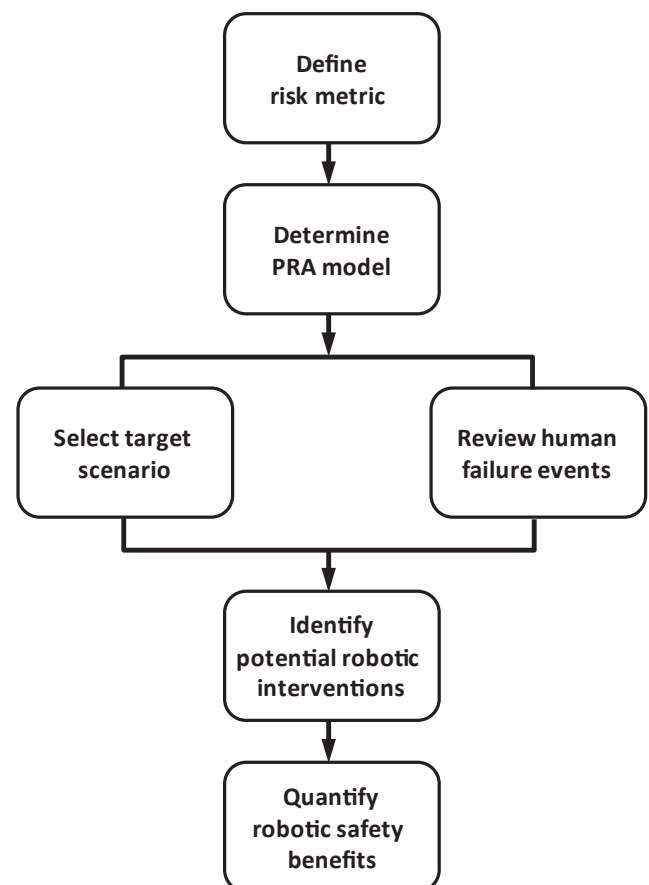 Define
risk metric
Determine
PRA model
Select target
scenario
Review human
failure events
Identify
potential robotic
interventions
Quantify
robotic safety
benefits